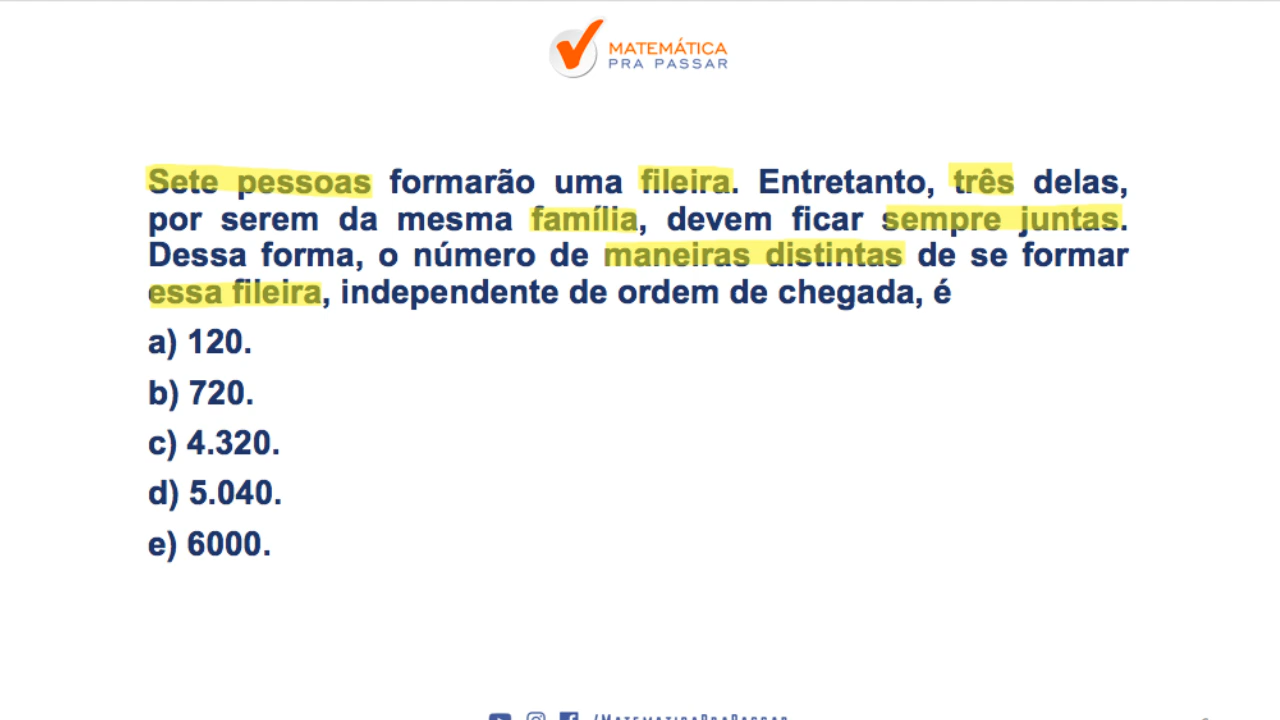 MATEMÁTICA
PRA PASSAR
Sete pessoas formarão uma fileira. Entretanto, três delas,
por serem da mesma família, devem ficar sempre juntas.
Dessa forma, o número de maneiras distintas de se formar
essa fileira, independente de ordem de chegada, é
a) 120.
b) 720.
c) 4.320.
d) 5.040.
e) 6000.
/MATEMATICAPRAPASSAR